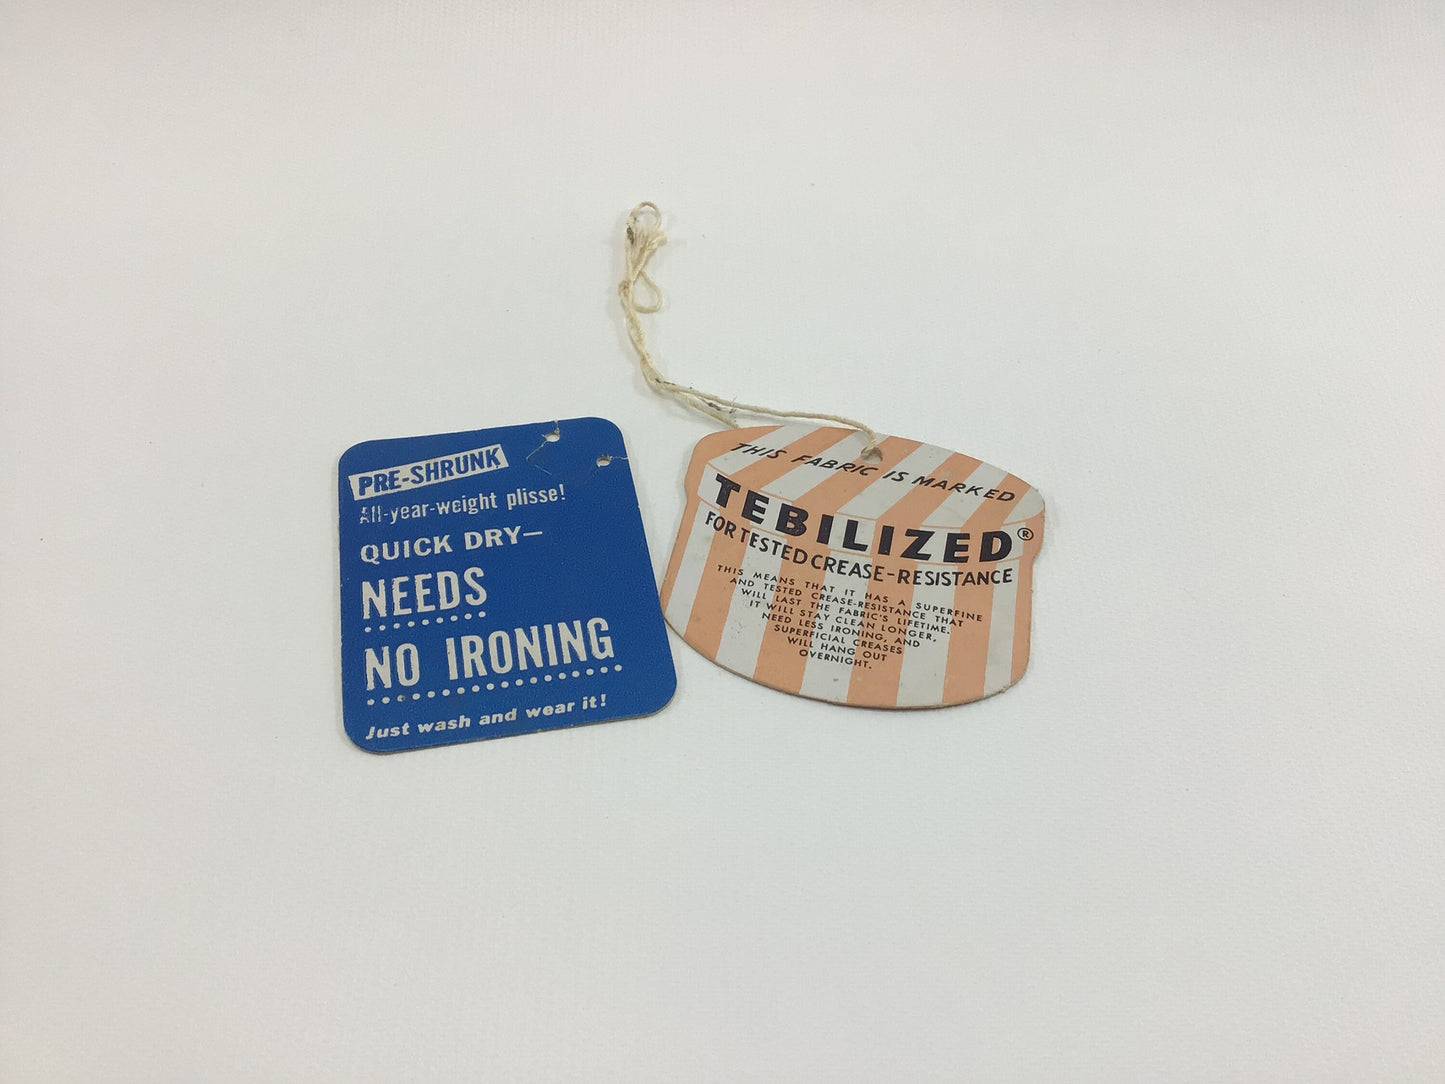 PRE-SHRUNK
All-year-weight plisse!
QUICK DRY—
NEEDS
NO IRONING
Just wash and wear it!
THIS FABRIC IS MARKED
TEBILIZED®
FOR TESTED CREASE-RESISTANCE
THIS MEANS THAT IT HAS A SUPERFINE
AND TESTED CREASE-RESISTANCE THAT
WILL LAST THE FABRIC'S LIFETIME.
IT WILL STAY CLEAN LONGER,
NEED LESS IRONING, AND
SUPERFICIAL CREASES
WILL HANG OUT
OVERNIGHT.